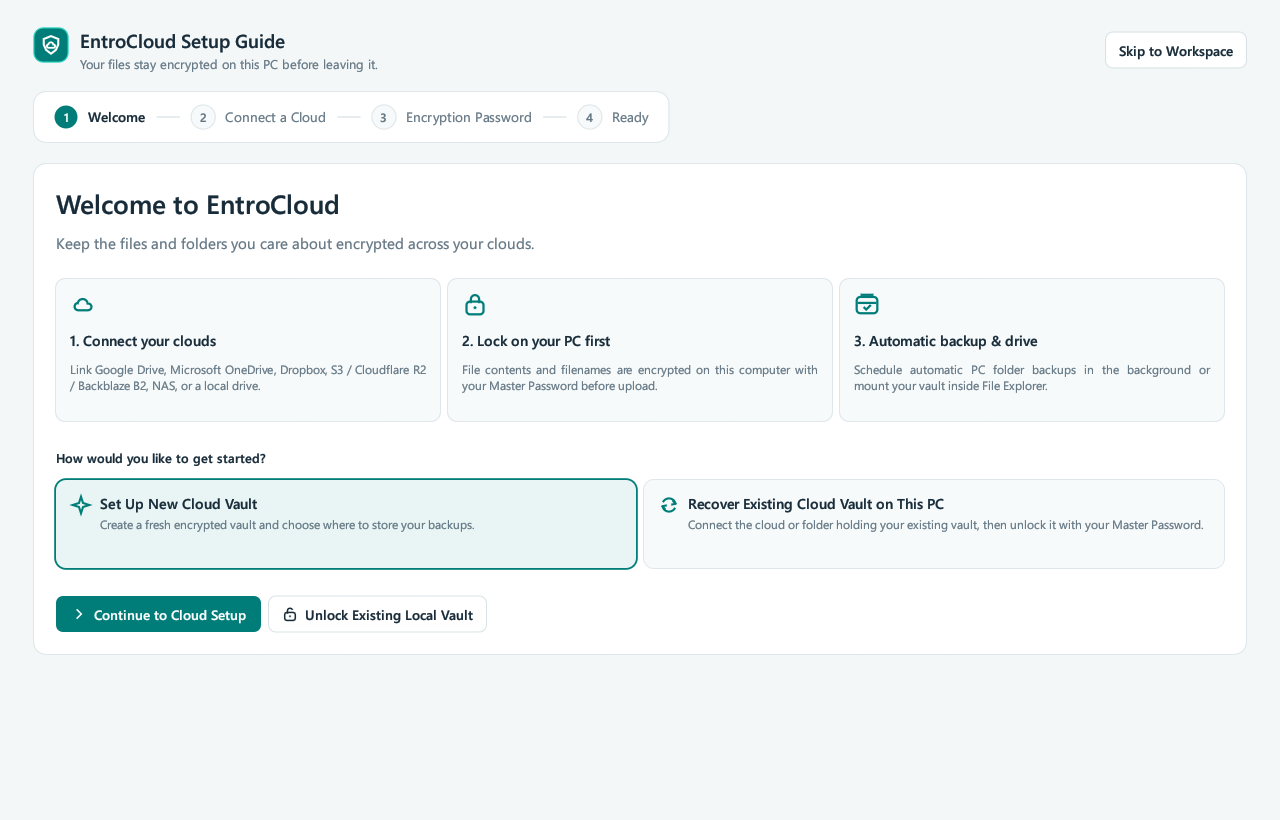 EntroCloud Setup Guide
Your files stay encrypted on this PC before leaving it.
Skip to Workspace
1 Welcome 2 Connect a Cloud 3 Encryption Password 4 Ready
Welcome to EntroCloud
Keep the files and folders you care about encrypted across your clouds.
1. Connect your clouds
Link Google Drive, Microsoft OneDrive, Dropbox, S3 / Cloudflare R2
/ Backblaze B2, NAS, or a local drive.
2. Lock on your PC first
File contents and filenames are encrypted on this computer with
your Master Password before upload.
3. Automatic backup & drive
Schedule automatic PC folder backups in the background or
mount your vault inside File Explorer.
How would you like to get started?
Set Up New Cloud Vault
Create a fresh encrypted vault and choose where to store your backups.
Recover Existing Cloud Vault on This PC
Connect the cloud or folder holding your existing vault, then unlock it with your Master Password.
Continue to Cloud Setup
Unlock Existing Local Vault